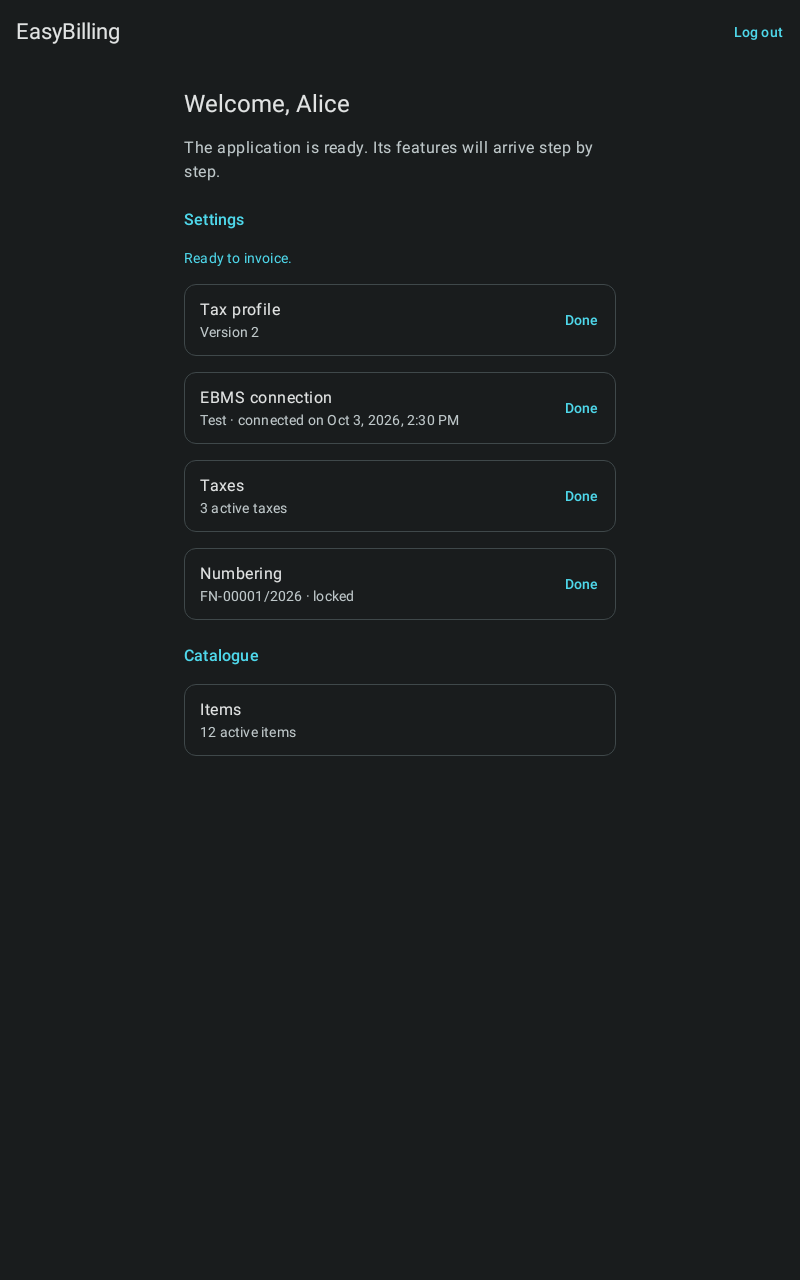 EasyBilling
Log out
Welcome, Alice
The application is ready. Its features will arrive step by
step.
Settings
Ready to invoice.
Tax profile
Version 2
Done
EBMS connection
Test · connected on Oct 3, 2026, 2:30 PM
Done
Taxes
3 active taxes
Done
Numbering
FN-00001/2026 · locked
Done
Catalogue
Items
12 active items